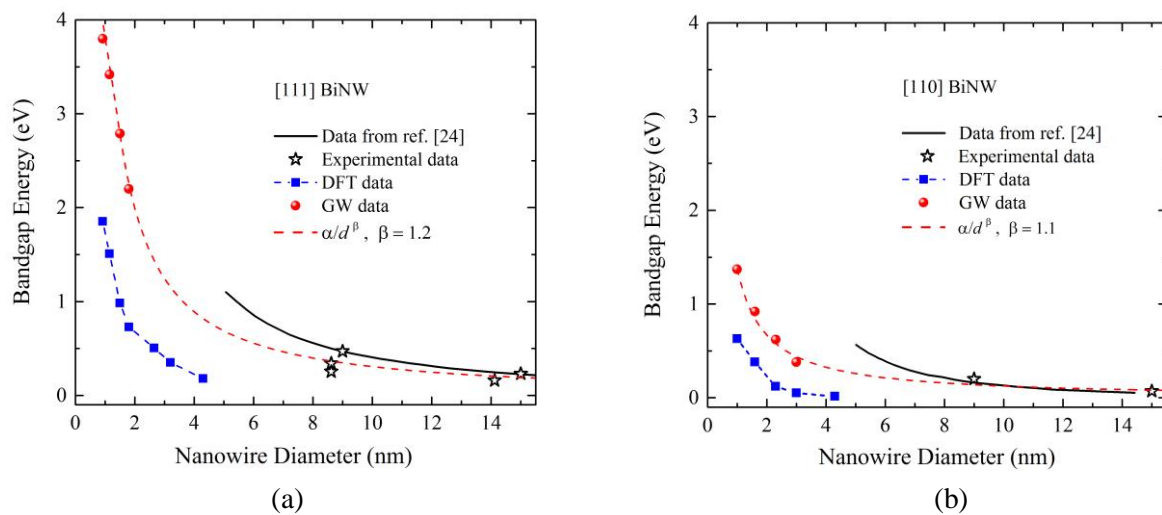 4
3
2
1
0
Bandgap Energy (eV)
[111] BiNW
Data from ref. [24]
Experimental data
DFT data
GW data
α/d^β , β = 1.2
0 2 4 6 8 10 12 14
Nanowire Diameter (nm)
(a)
4
3
2
1
0
Bandgap Energy (eV)
[110] BiNW
Data from ref. [24]
Experimental data
DFT data
GW data
α/d^β , β = 1.1
0 2 4 6 8 10 12 14
Nanowire Diameter (nm)
(b)